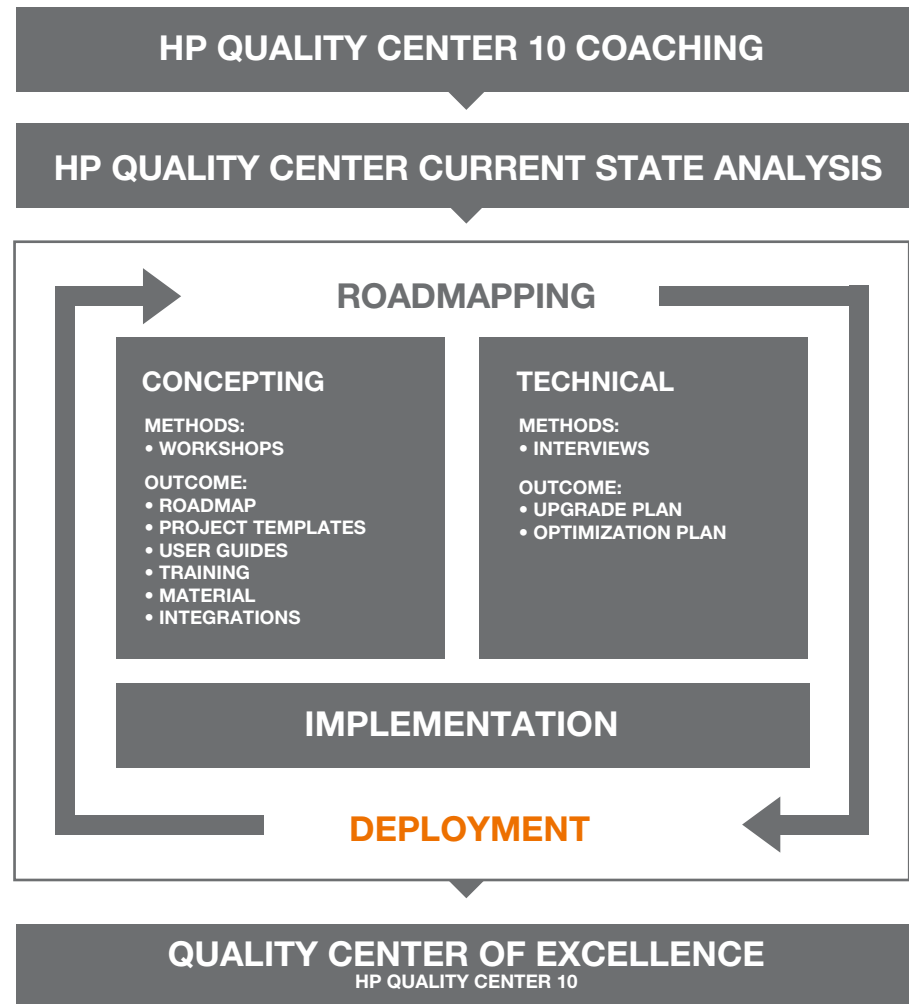 HP QUALITY CENTER 10 COACHING
HP QUALITY CENTER CURRENT STATE ANALYSIS
ROADMAPPING
CONCEPTING
METHODS:
• WORKSHOPS
OUTCOME:
• ROADMAP
• PROJECT TEMPLATES
• USER GUIDES
• TRAINING
• MATERIAL
• INTEGRATIONS
TECHNICAL
METHODS:
• INTERVIEWS
OUTCOME:
• UPGRADE PLAN
• OPTIMIZATION PLAN
IMPLEMENTATION
DEPLOYMENT
QUALITY CENTER OF EXCELLENCE
HP QUALITY CENTER 10